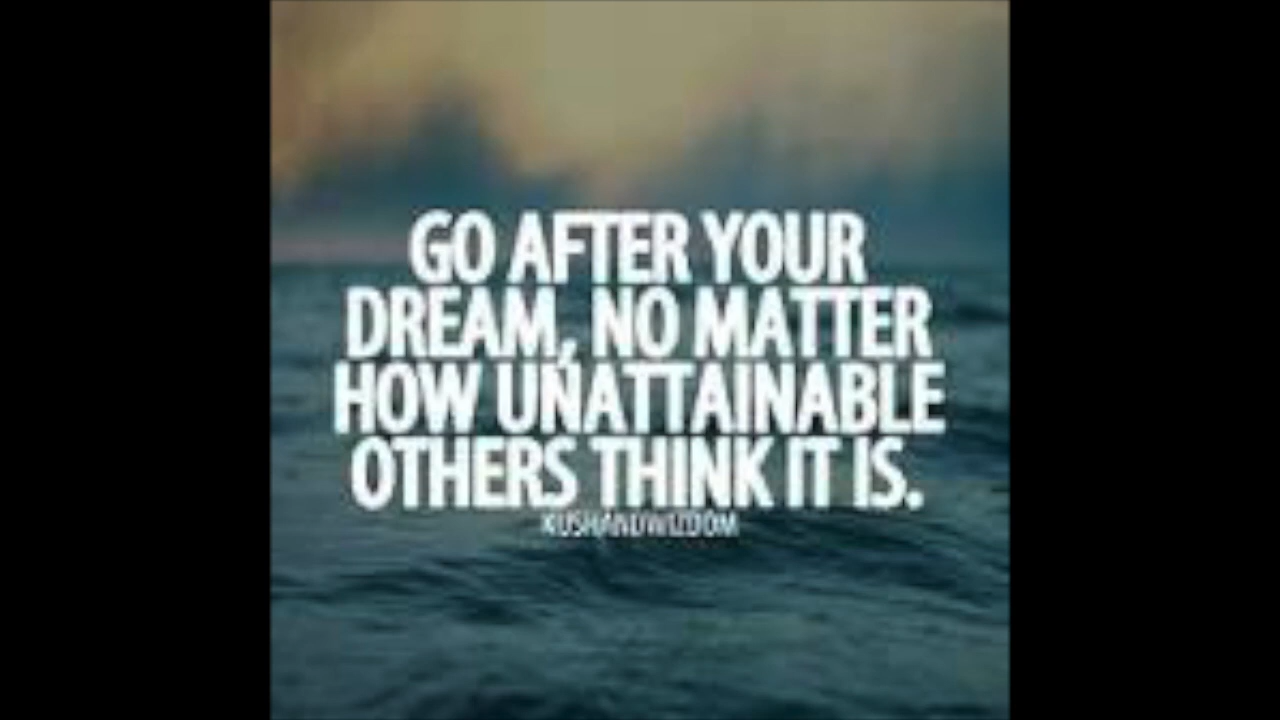 GO AFTER YOUR
DREAM, NO MATTER
HOW UNATTAINABLE
OTHERS THINK IT IS.
KUSHANDWIZDOM